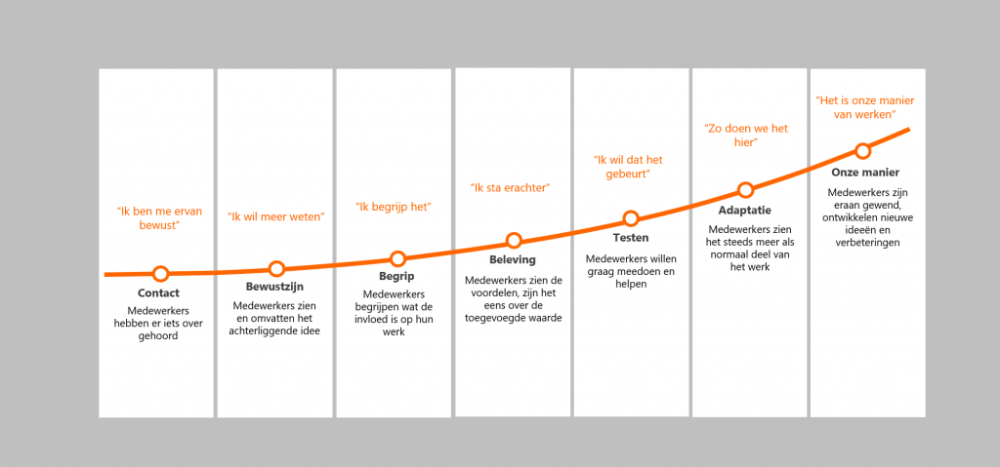 “Ik ben me ervan
bewust”
Contact
Medewerkers
hebben er iets over
gehoord
“Ik wil meer weten”
Bewustzijn
Medewerkers zien
en omvatten het
achterliggende idee
“Ik begrijp het”
Begrip
Medewerkers
begrijpen wat de
invloed is op hun
werk
“Ik sta erachter”
Beleving
Medewerkers zien de
voordelen, zijn het
eens over de
toegevoegde waarde
“Ik wil dat het
gebeurt”
Testen
Medewerkers willen
graag meedoen en
helpen
“Zo doen we het
hier”
Adaptatie
Medewerkers zien
het steeds meer als
normaal deel van
het werk
“Het is onze manier
van werken”
Onze manier
Medewerkers zijn
eraan gewend,
ontwikkelen nieuwe
ideeën en
verbeteringen